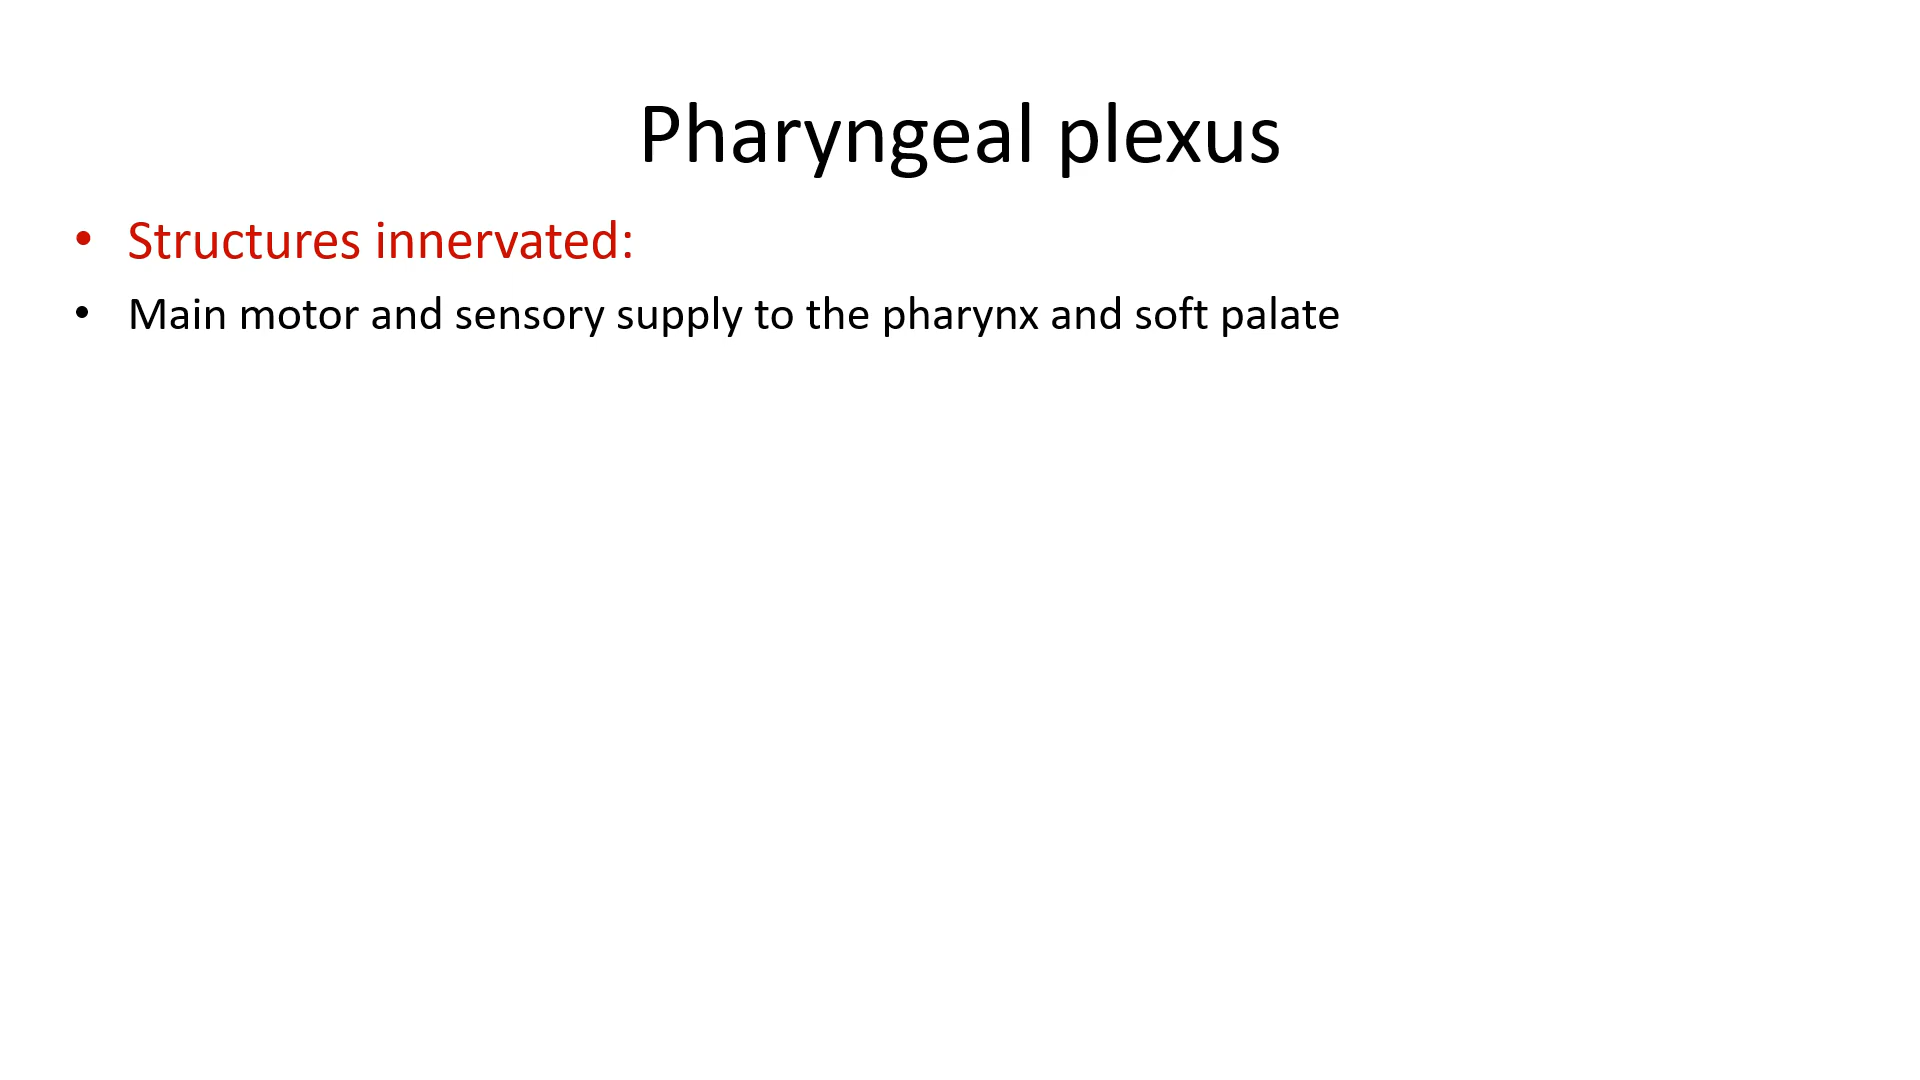 Pharyngeal plexus
• Structures innervated:
• Main motor and sensory supply to the pharynx and soft palate